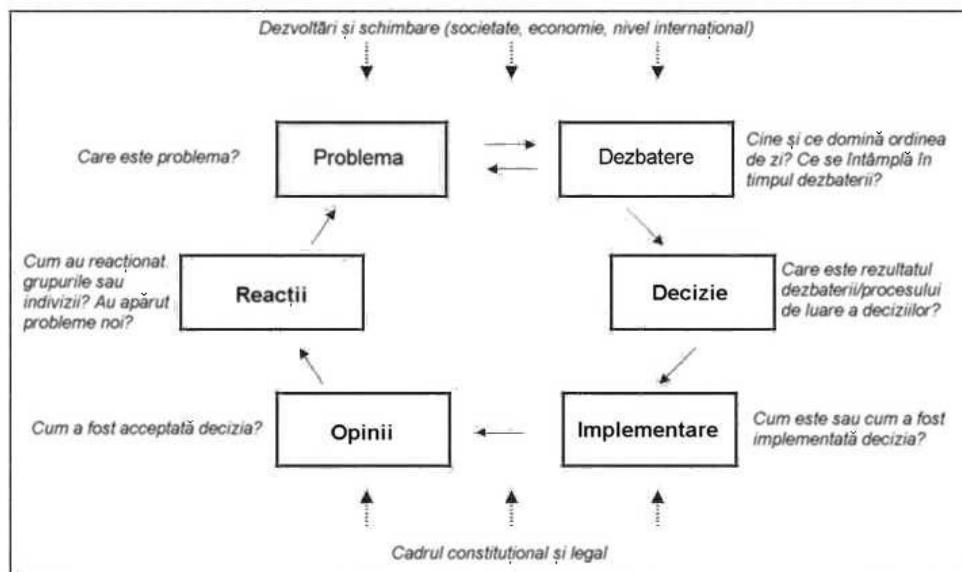 Dezvoltări și schimbare (societate, economie, nivel internațional)
Care este problema?
Problema
Dezbatere
Cine și ce domină ordinea
de zi? Ce se întâmplă în
timpul dezbaterii?
Cum au reacționat
grupurile sau
indivizii? Au apărut
probleme noi?
Reacții
Decizie
Care este rezultatul
dezbaterii/procesului
de luare a deciziilor?
Cum a fost acceptată decizia?
Opinii
Implementare
Cum este sau cum a fost
implementată decizia?
Cadrul constituțional și legal